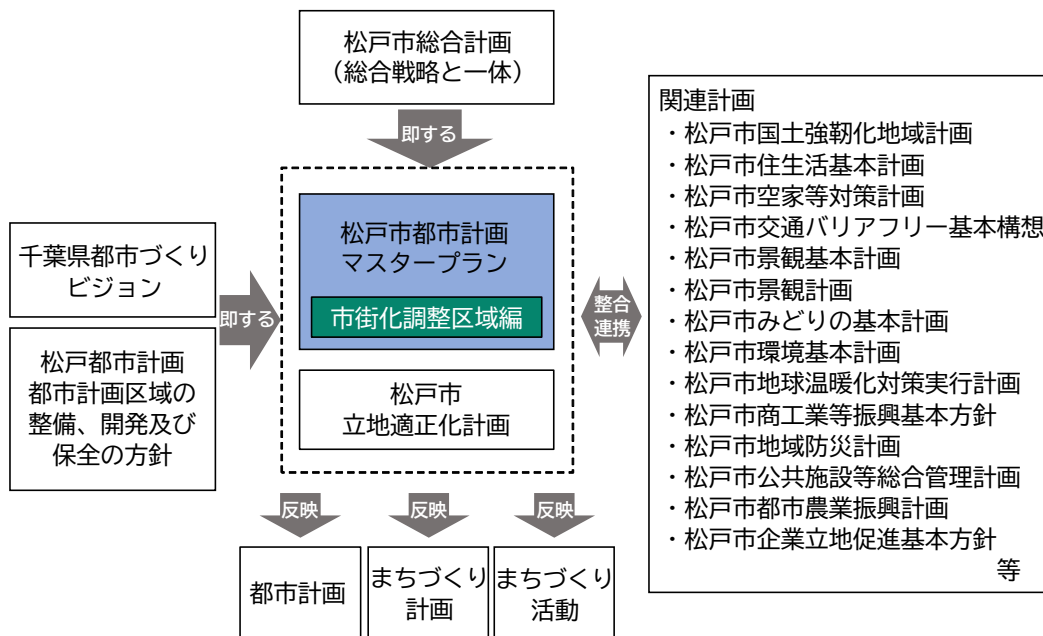 松戸市総合計画
（総合戦略と一体）
即する
松戸市都市計画
マスタープラン
市街化調整区域編
松戸市
立地適正化計画
千葉県都市づくり
ビジョン
松戸都市計画
都市計画区域の
整備、開発及び
保全の方針
即する
整合
連携
関連計画
・松戸市国土強靭化地域計画
・松戸市住生活基本計画
・松戸市空家等対策計画
・松戸市交通バリアフリー基本構想
・松戸市景観基本計画
・松戸市景観計画
・松戸市みどりの基本計画
・松戸市環境基本計画
・松戸市地球温暖化対策実行計画
・松戸市商工業等振興基本方針
・松戸市地域防災計画
・松戸市公共施設等総合管理計画
・松戸市都市農業振興計画
・松戸市企業立地促進基本方針
等
反映
反映
反映
都市計画
まちづくり
計画
まちづくり
活動